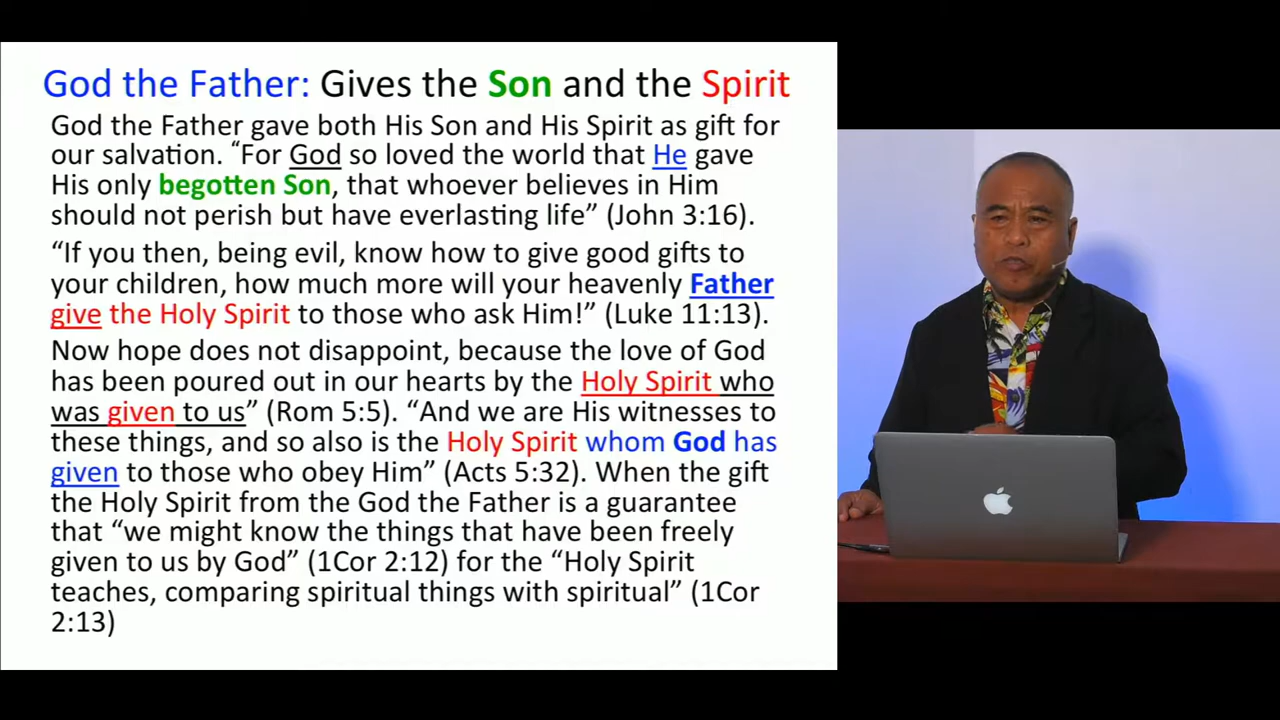 God the Father: Gives the Son and the Spirit
God the Father gave both His Son and His Spirit as gift for
our salvation. “For God so loved the world that He gave
His only begotten Son, that whoever believes in Him
should not perish but have everlasting life” (John 3:16).
“If you then, being evil, know how to give good gifts to
your children, how much more will your heavenly Father
give the Holy Spirit to those who ask Him!” (Luke 11:13).
Now hope does not disappoint, because the love of God
has been poured out in our hearts by the Holy Spirit who
was given to us” (Rom 5:5). “And we are His witnesses to
these things, and so also is the Holy Spirit whom God has
given to those who obey Him” (Acts 5:32). When the gift
the Holy Spirit from the God the Father is a guarantee
that “we might know the things that have been freely
given to us by God” (1Cor 2:12) for the “Holy Spirit
teaches, comparing spiritual things with spiritual” (1Cor
2:13)